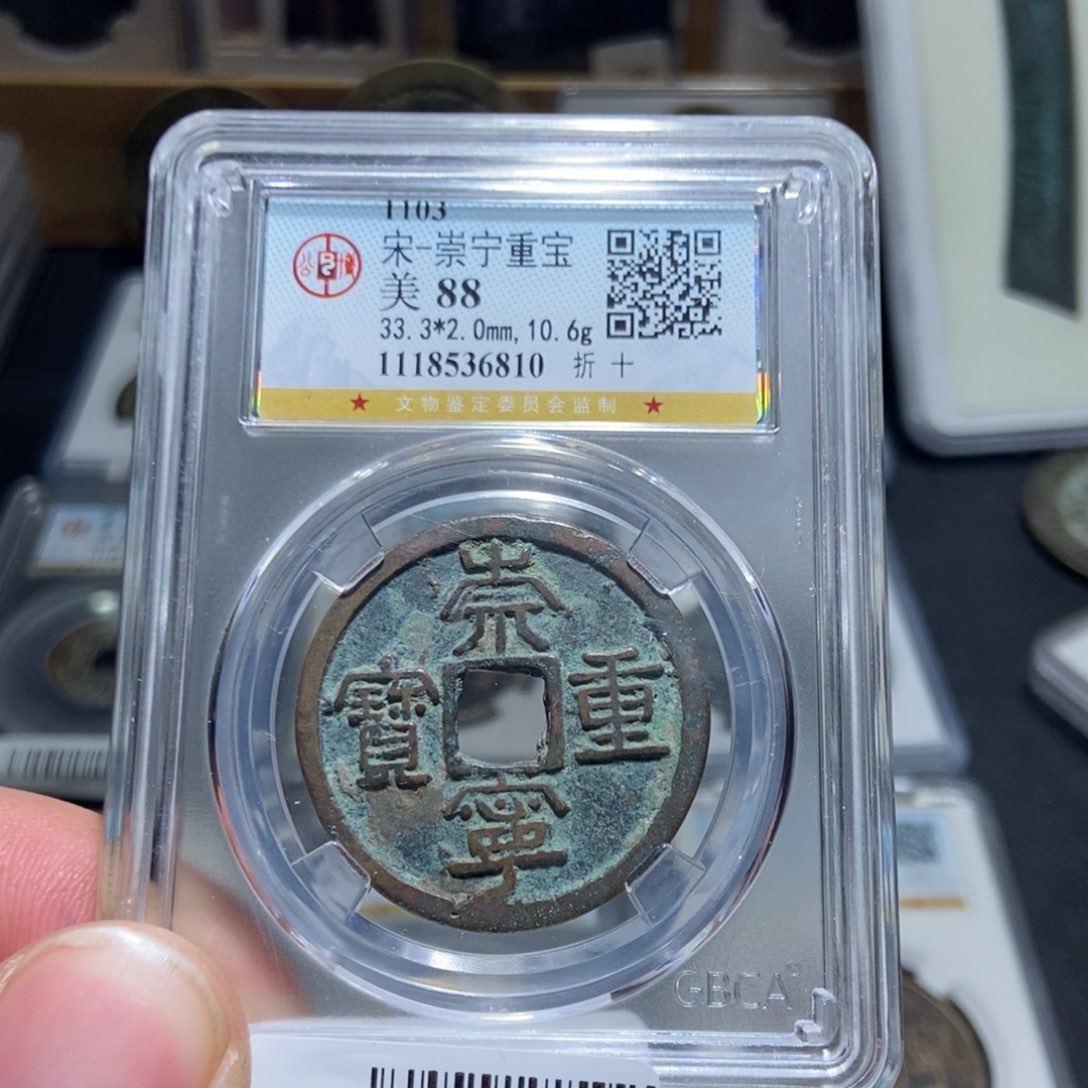 1103
宋-崇宁重宝
美 88
33.3*2.0mm,10.6g
1118536810 折 十
★ 文物鉴定委员会监制 ★
崇
寶 重
寧
GBCA